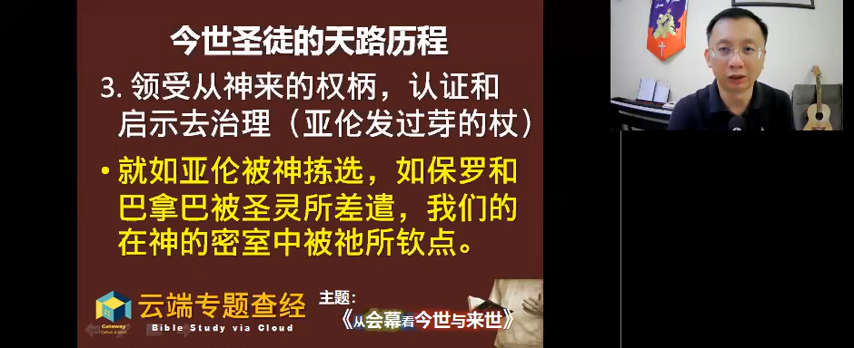 今世圣徒的天路历程
3. 领受从神来的权柄，认证和
启示去治理（亚伦发过芽的杖）
• 就如亚伦被神拣选，如保罗和
巴拿巴被圣灵所差遣，我们的
在神的密室中被祂所钦点。
云端专题查经
Bible Study via Cloud
Gateway
主题：
《从会幕看今世与来世》